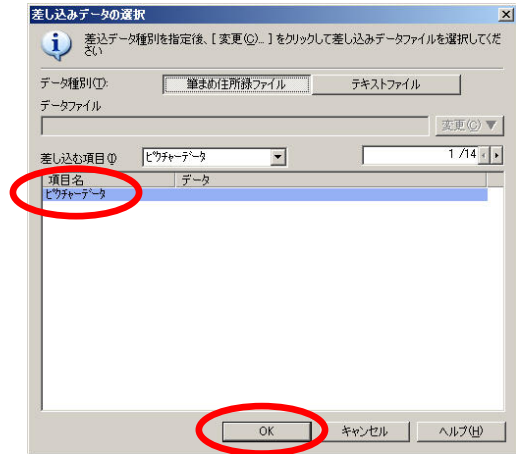 差し込みデータの選択
差込データ種別を指定後、[ 変更(C)... ]をクリックして差し込みデータファイルを選択してくだ
さい
データ種別(T): 筆まめ住所録ファイル テキストファイル
データファイル
変更(C) ▼
差し込む項目(I) ﾋﾟｸﾁｬｰﾃﾞｰﾀ 1 /14
項目名 データ
ﾋﾟｸﾁｬｰﾃﾞｰﾀ
OK キャンセル ヘルプ(H)